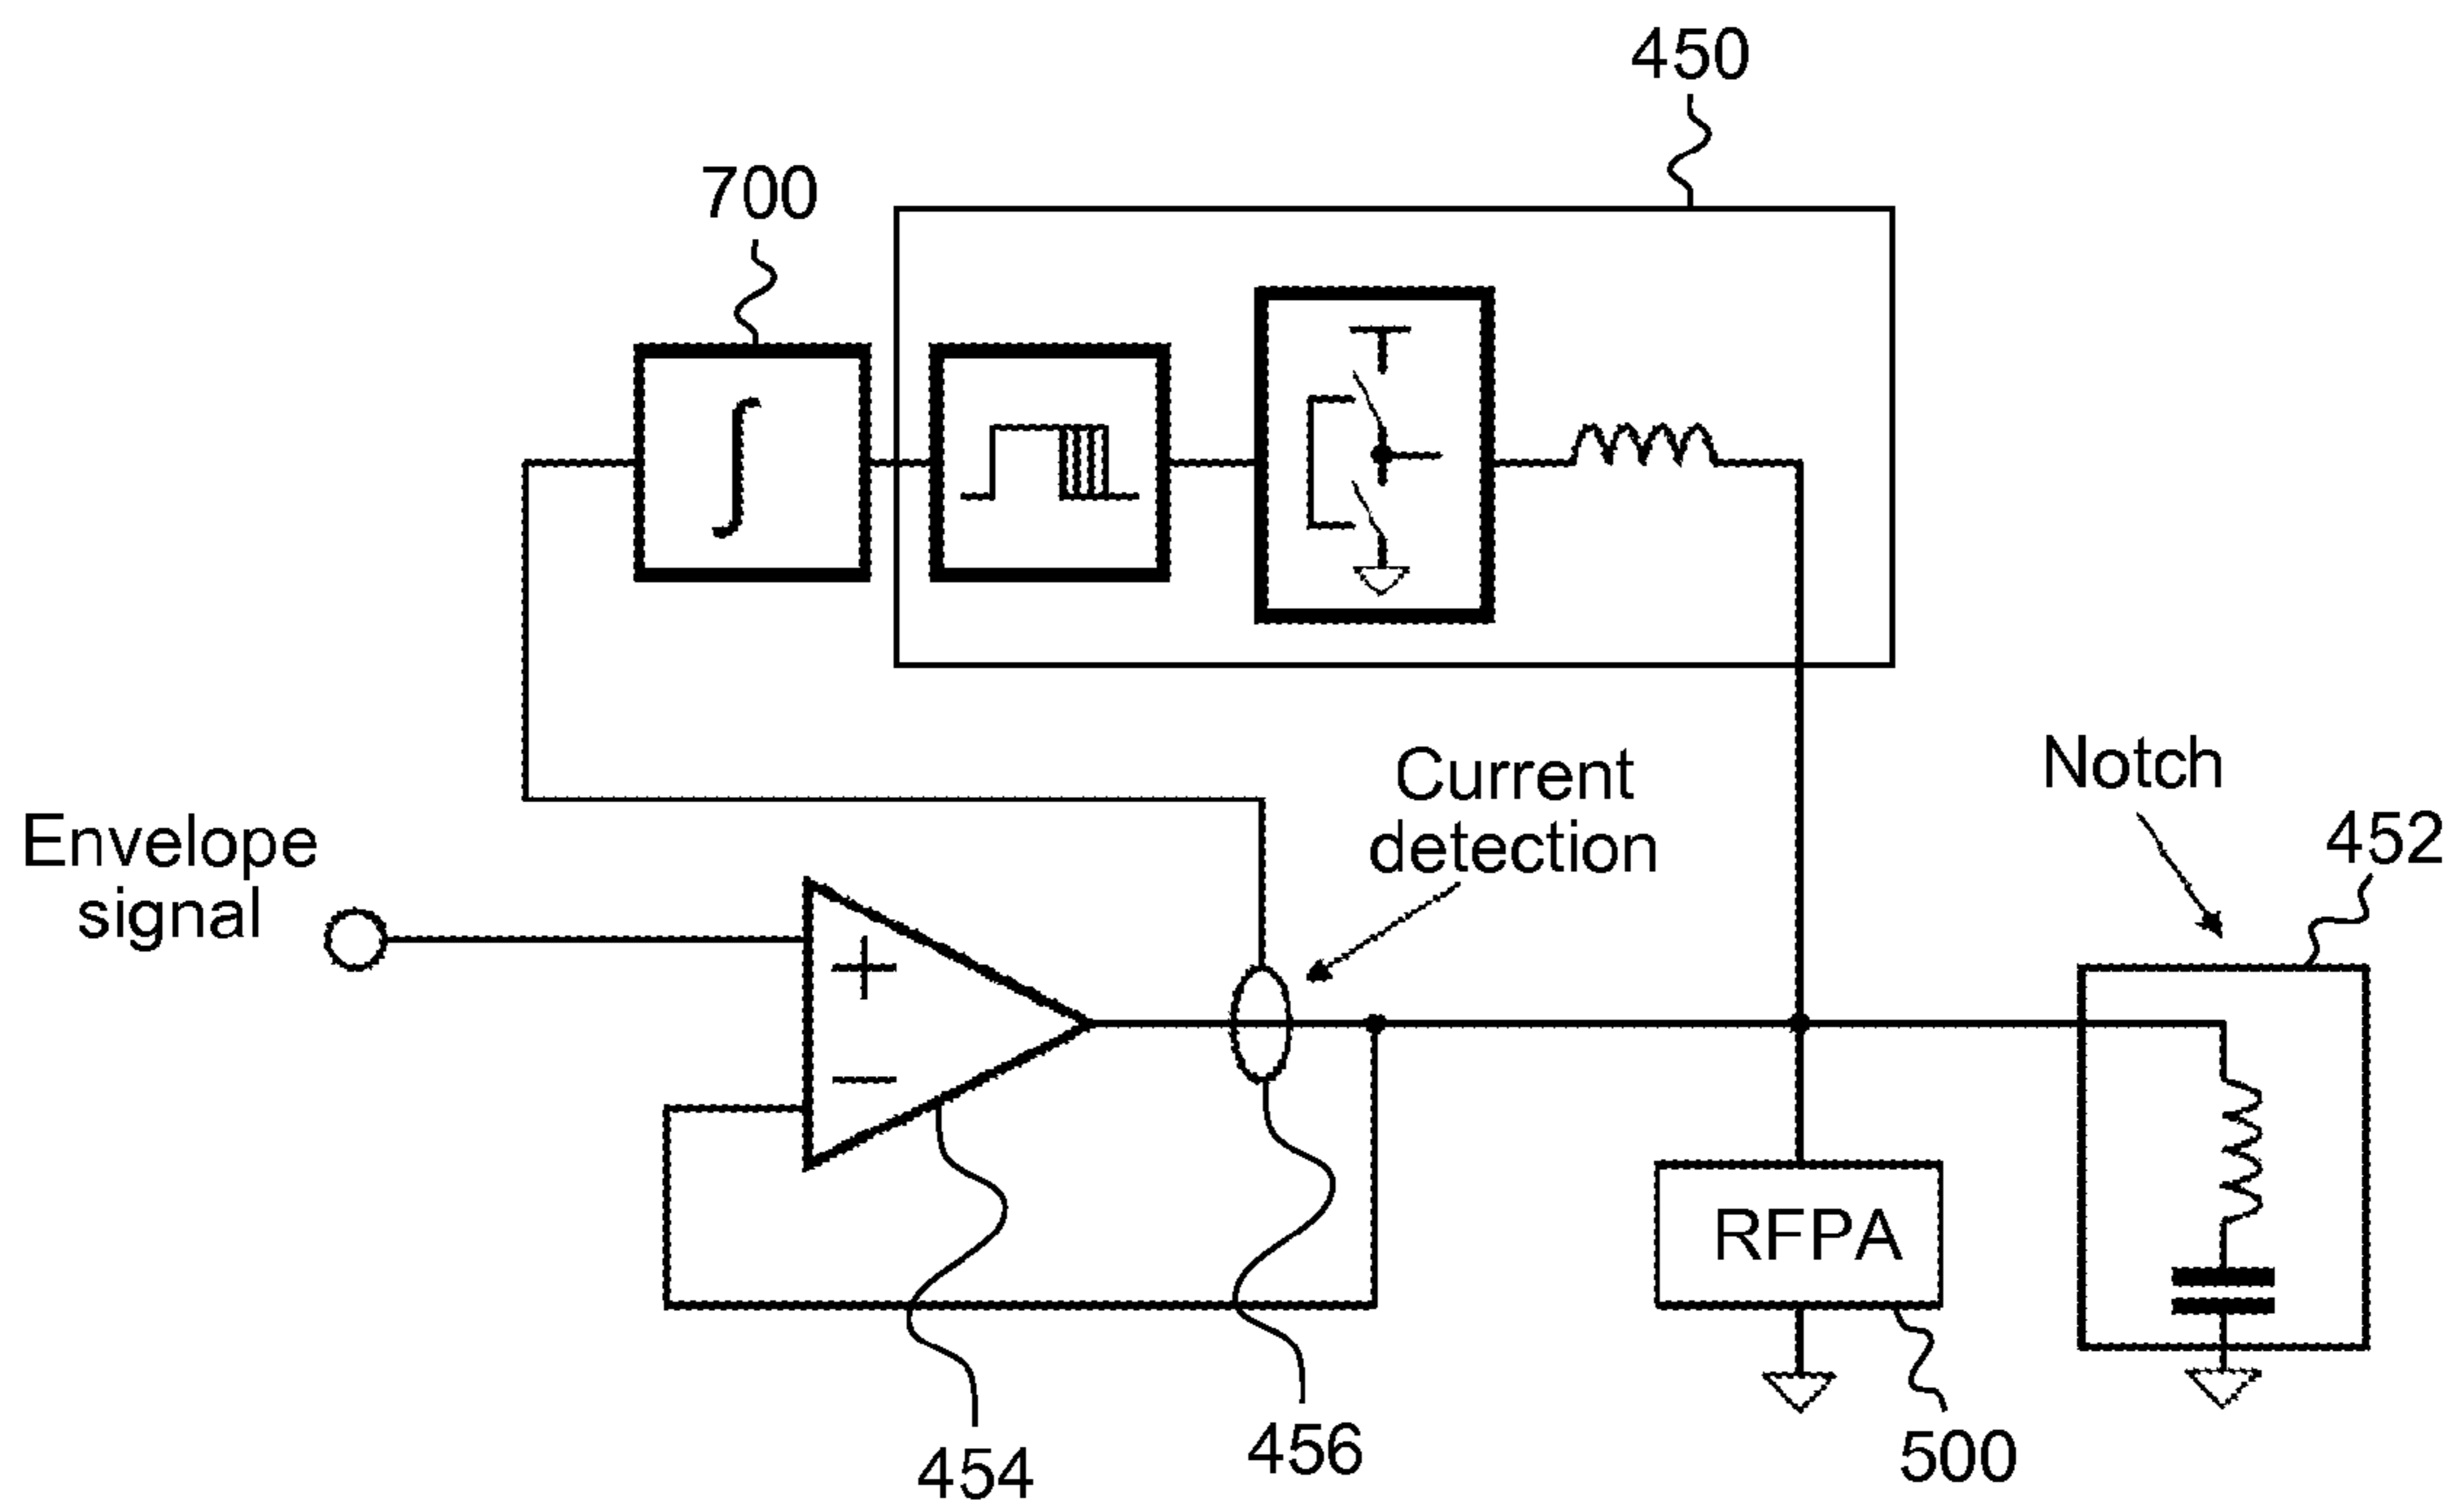 450
700
Current
detection
Notch
452
Envelope
signal
+
−
RFPA
454
456
500